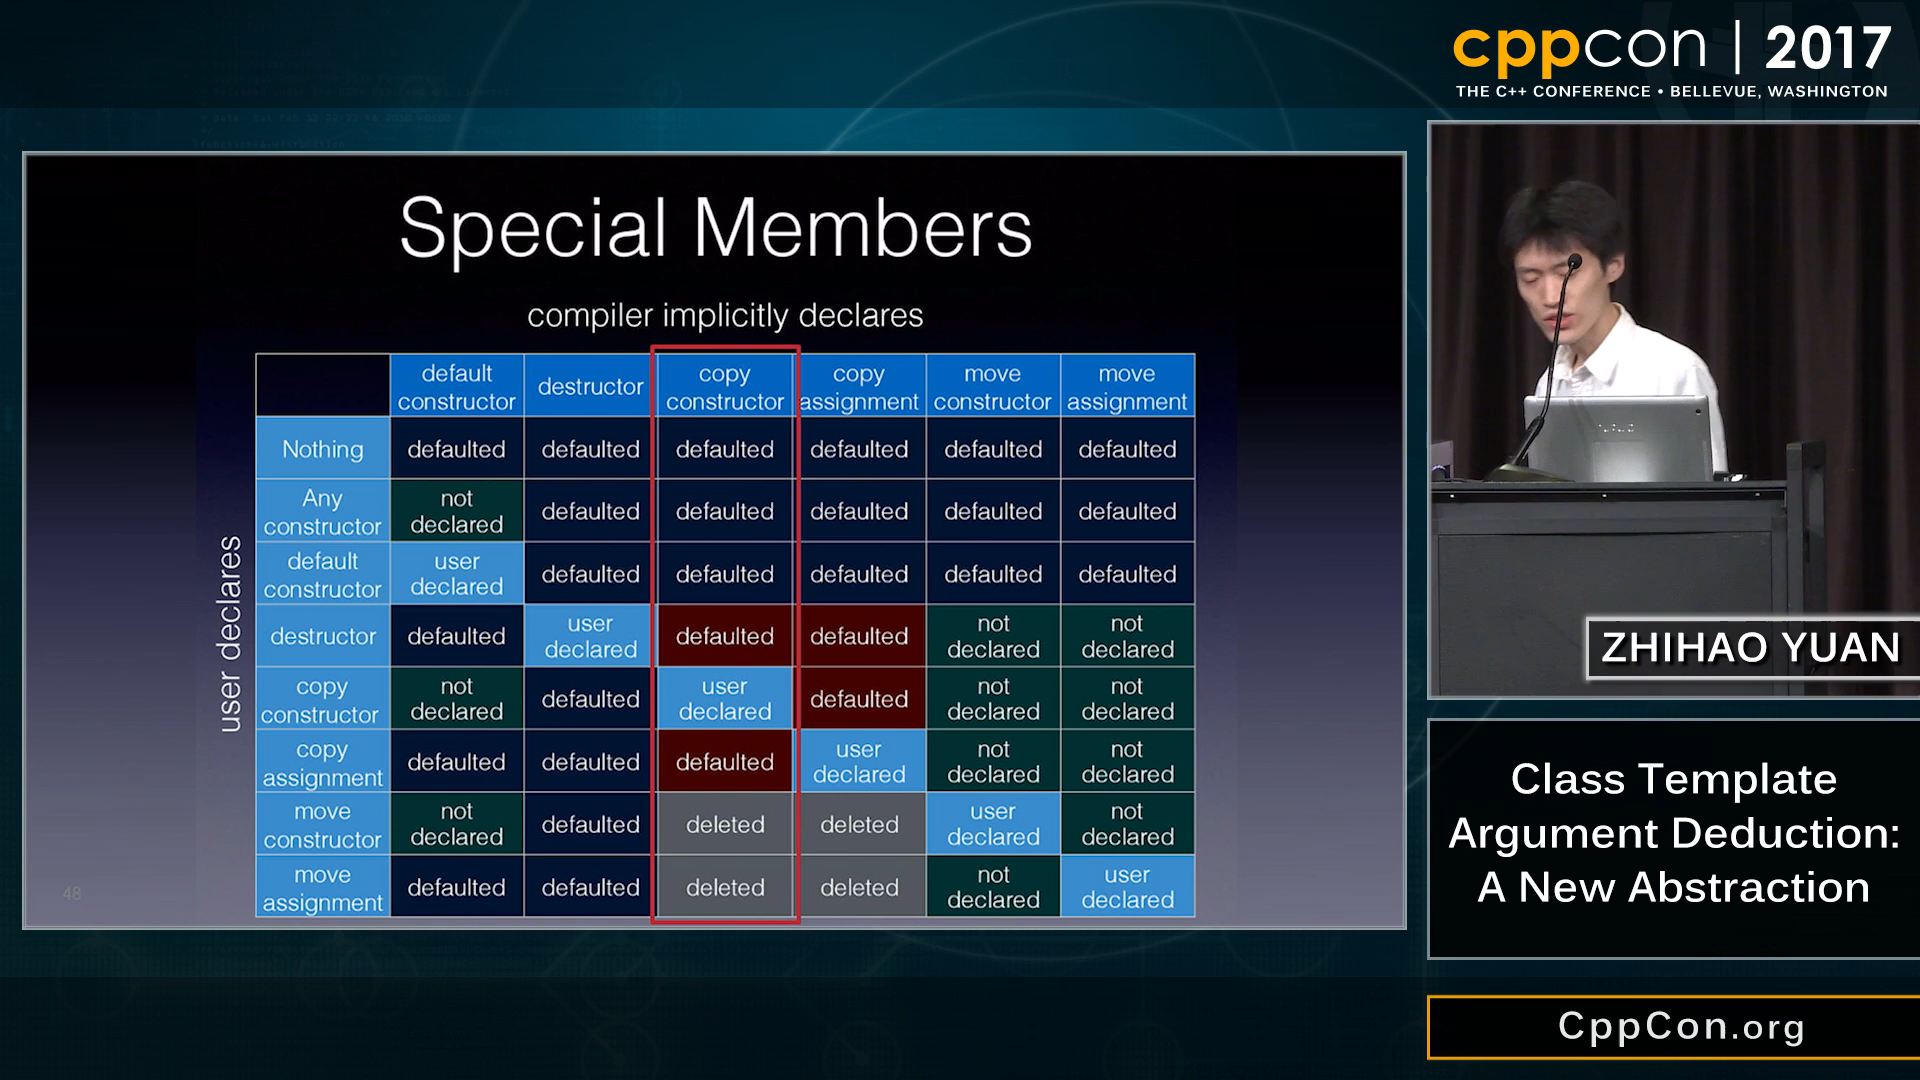 cppcon | 2017
THE C++ CONFERENCE • BELLEVUE, WASHINGTON
Special Members
compiler implicitly declares
user declares
default constructor destructor copy constructor copy assignment move constructor move assignment
Nothing defaulted defaulted defaulted defaulted defaulted defaulted
Any constructor not declared defaulted defaulted defaulted defaulted defaulted
default constructor user declared defaulted defaulted defaulted defaulted defaulted
destructor defaulted user declared defaulted defaulted not declared not declared
copy constructor not declared defaulted user declared defaulted not declared not declared
copy assignment defaulted defaulted defaulted user declared not declared not declared
move constructor not declared defaulted deleted deleted user declared not declared
move assignment defaulted defaulted deleted deleted not declared user declared
48
ZHIHAO YUAN
Class Template
Argument Deduction:
A New Abstraction
CppCon.org